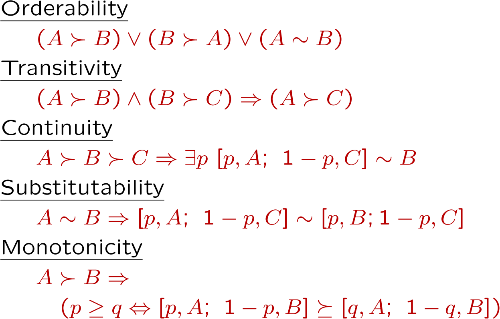 Orderability
(A ≻ B) ∨ (B ≻ A) ∨ (A ∼ B)
Transitivity
(A ≻ B) ∧ (B ≻ C) ⇒ (A ≻ C)
Continuity
A ≻ B ≻ C ⇒ ∃p [p, A; 1 − p, C] ∼ B
Substitutability
A ∼ B ⇒ [p, A; 1 − p, C] ∼ [p, B; 1 − p, C]
Monotonicity
A ≻ B ⇒
(p ≥ q ⇔ [p, A; 1 − p, B] ⪰ [q, A; 1 − q, B])